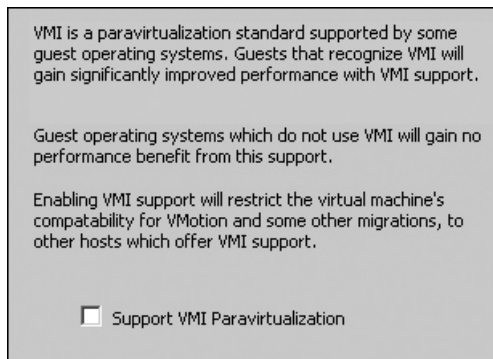 VMI is a paravirtualization standard supported by some
guest operating systems. Guests that recognize VMI will
gain significantly improved performance with VMI support.
Guest operating systems which do not use VMI will gain no
performance benefit from this support.
Enabling VMI support will restrict the virtual machine's
compatability for VMotion and some other migrations, to
other hosts which offer VMI support.
Support VMI Paravirtualization